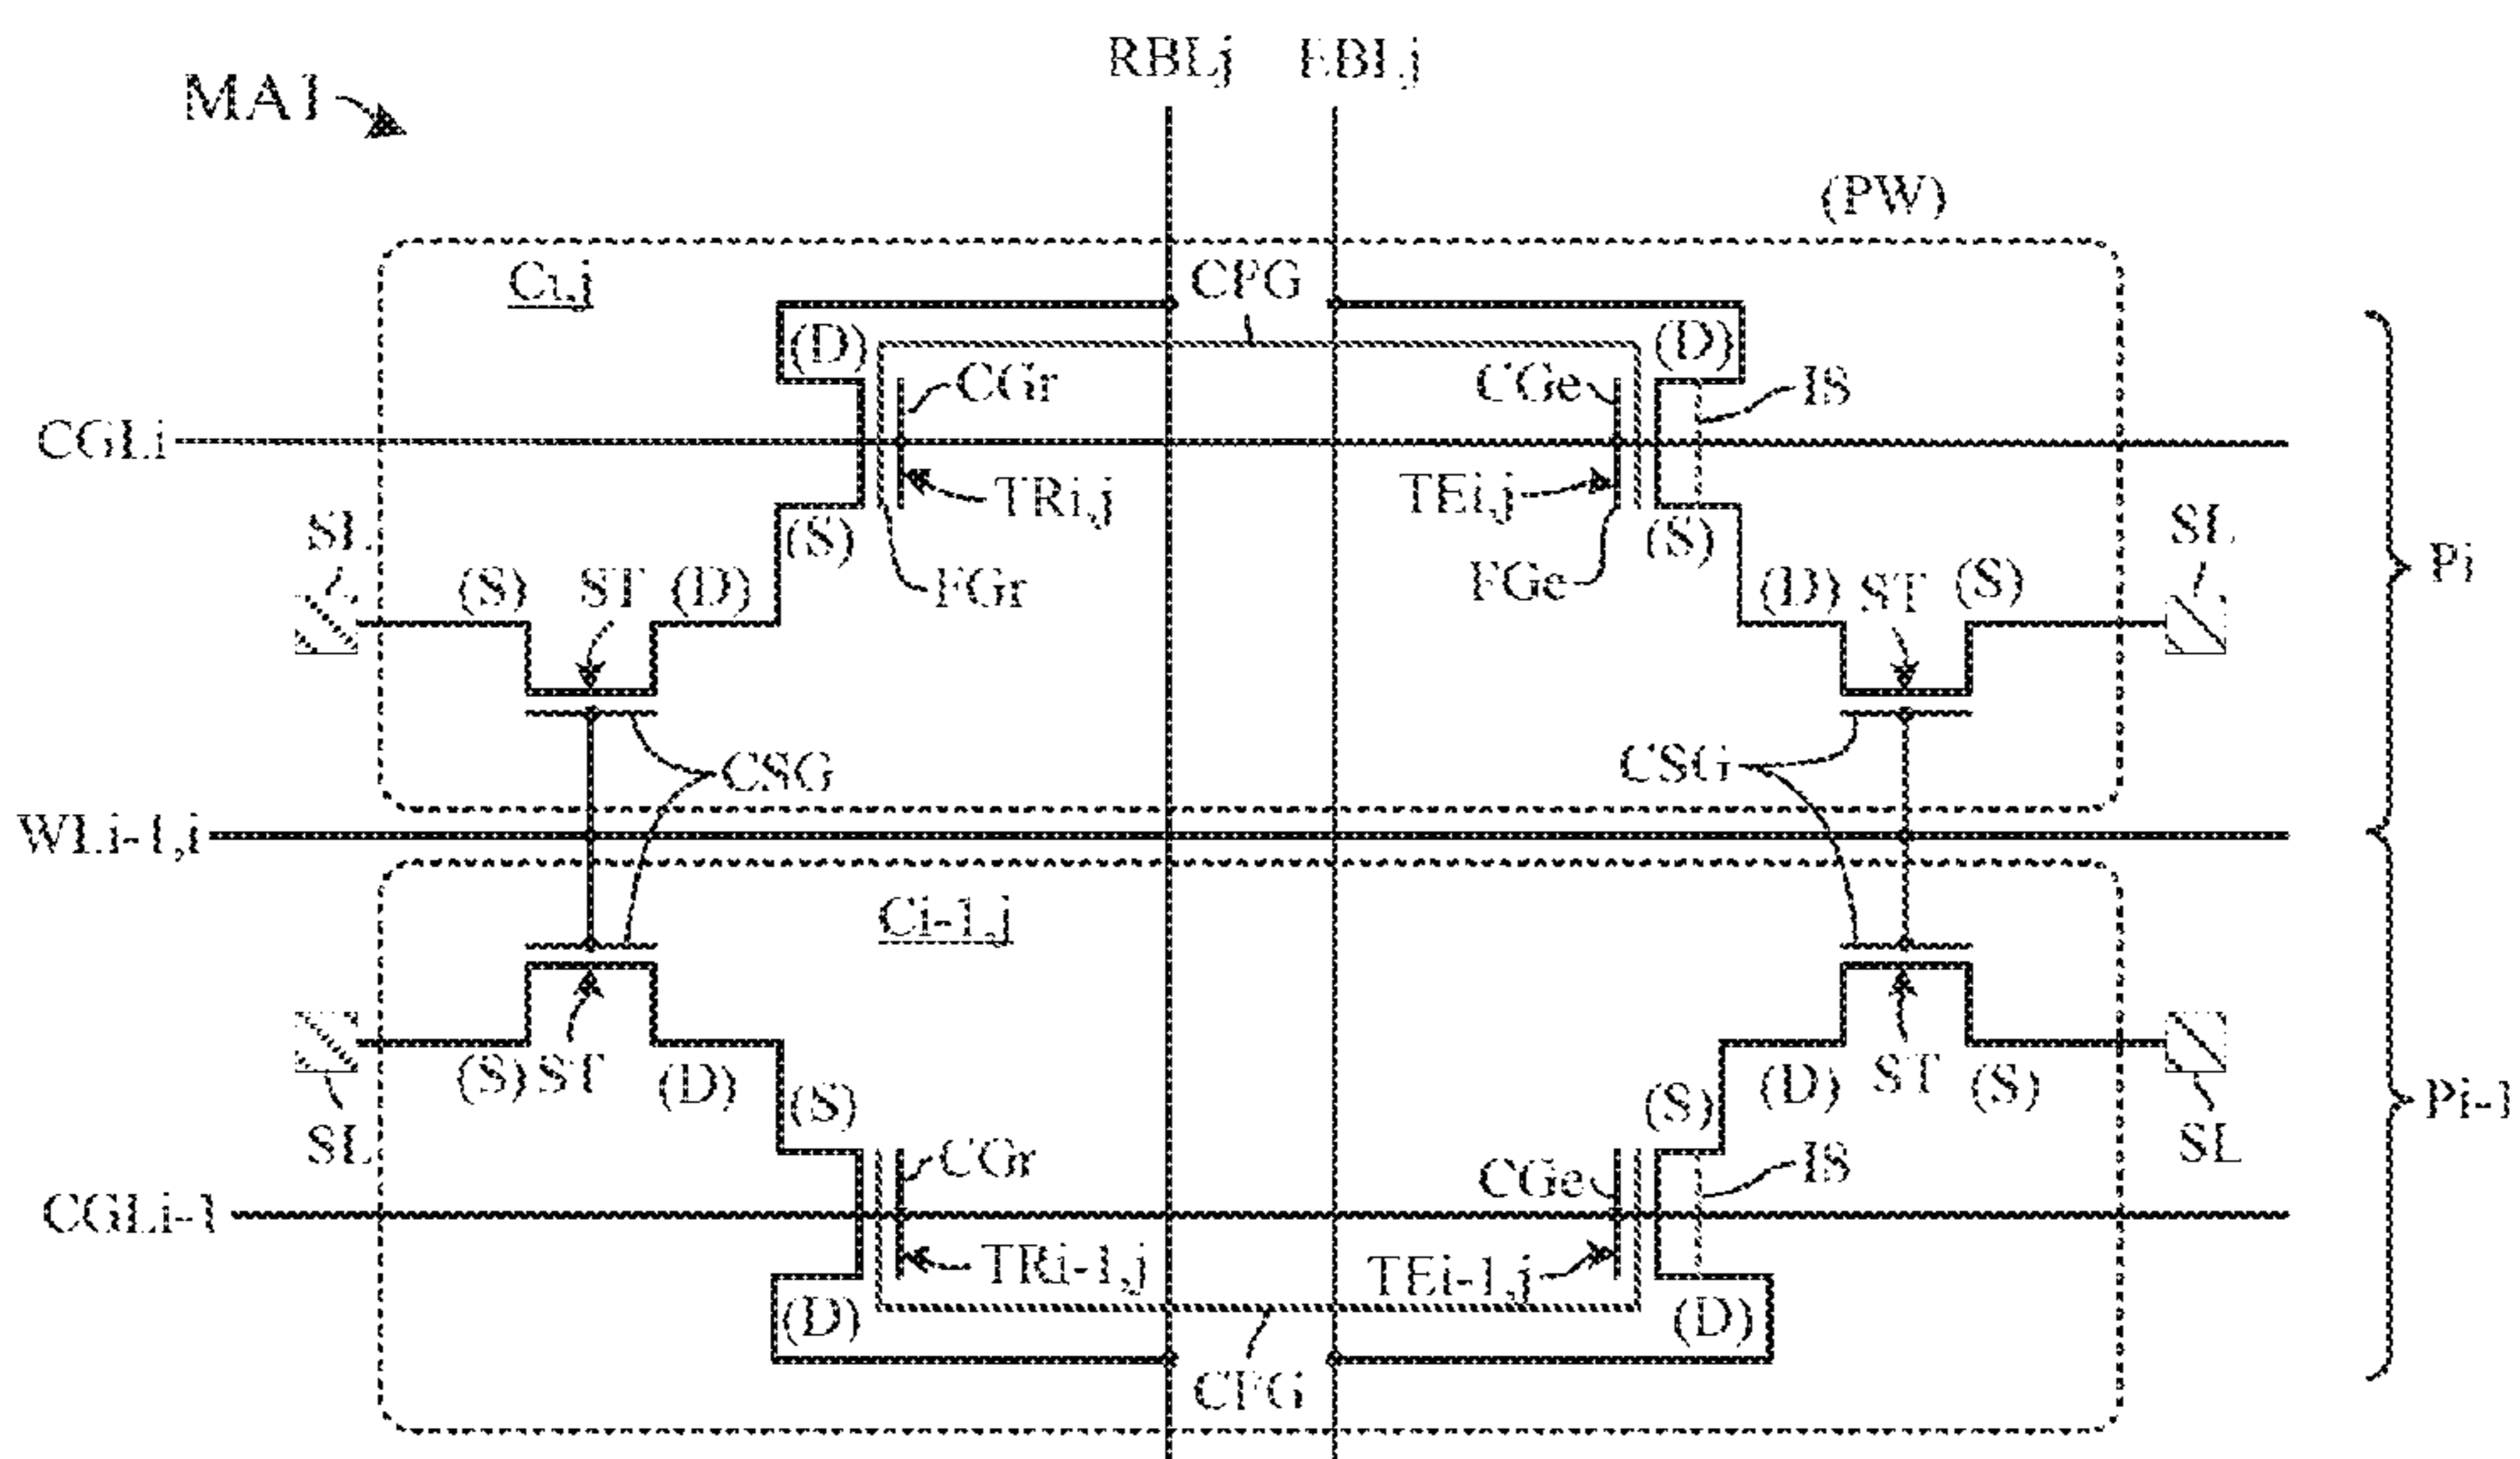 RBLj EBLj
MA1
(PW)
Ci,j
CFG
(D) (D)
CGr CGe IS
CGLi
TRi,j TEi,j
SL (S) (S) SL
(S) ST (D) FGr FGe (D) ST (S)
Pi
CSG CSG
WLi-1,i
Ci-1,j
(S) ST (D) (S) (S) (D) ST (S)
Pi-1
SL CGr CGe IS SL
CGLi-1
TRi-1,j TEi-1,j
(D) (D)
CFG